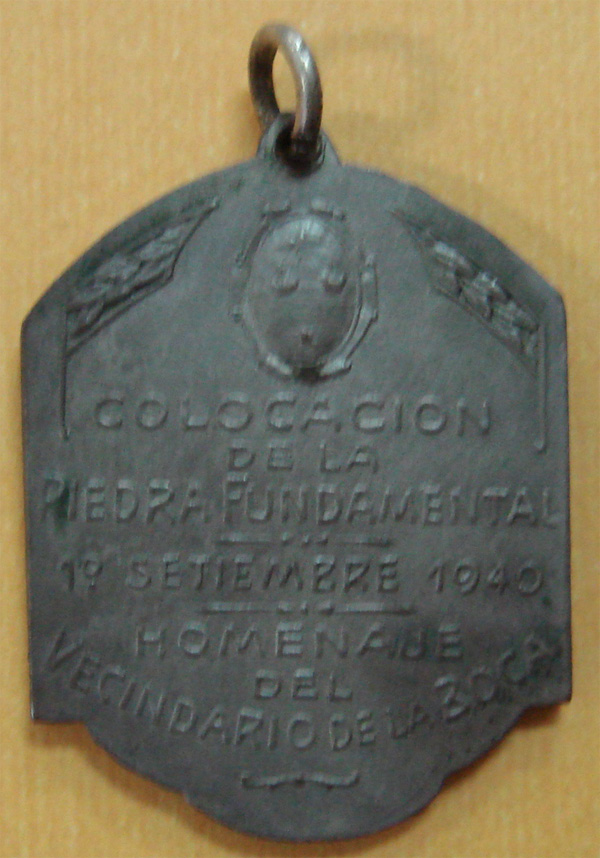 COLOCACION
DE LA
PIEDRA FUNDAMENTAL
1º SETIEMBRE 1940
HOMENAJE
DEL
VECINDARIO DE LA BOCA